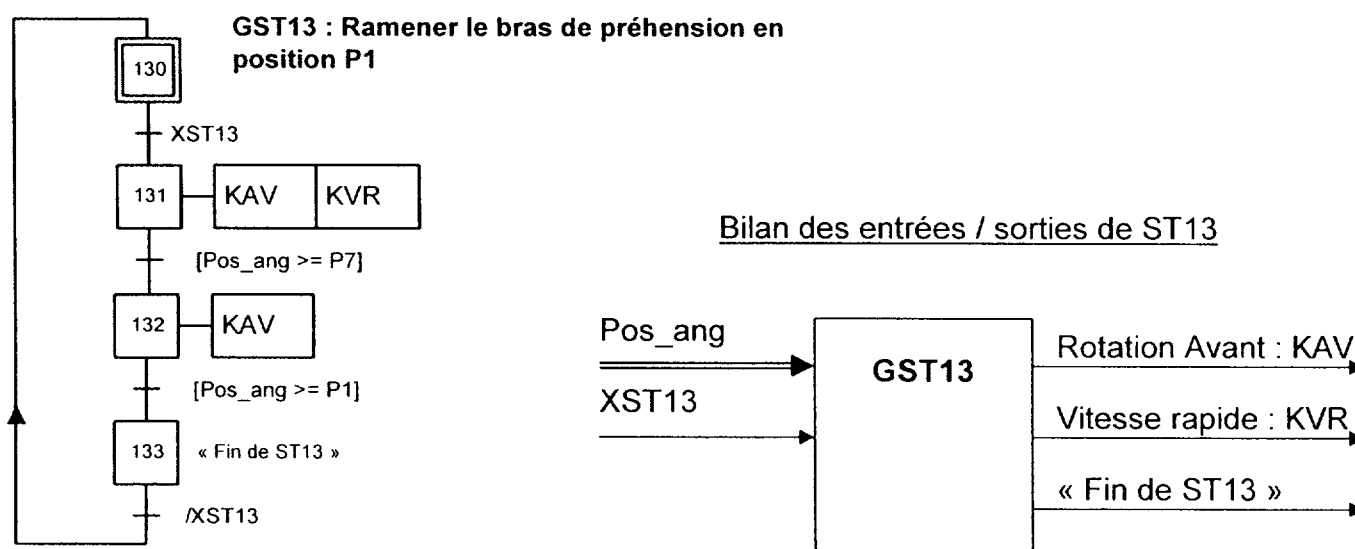 GST13 : Ramener le bras de préhension en
position P1
130
XST13
131
KAV
KVR
[Pos_ang >= P7]
132
KAV
[Pos_ang >= P1]
133
« Fin de ST13 »
/XST13
Bilan des entrées / sorties de ST13
Pos_ang
XST13
GST13
Rotation Avant : KAV
Vitesse rapide : KVR
« Fin de ST13 »